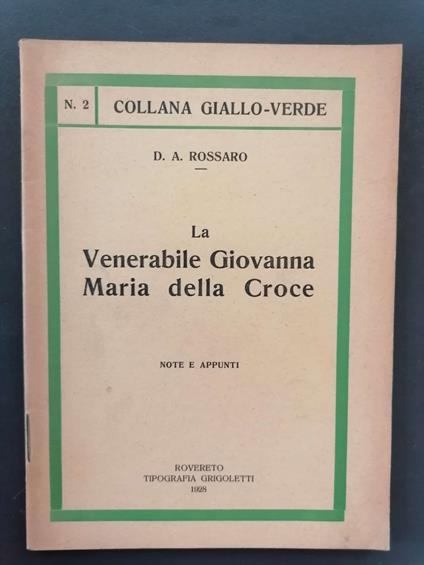 N. 2 COLLANA GIALLO-VERDE
D. A. ROSSARO
La
Venerabile Giovanna
Maria della Croce
NOTE E APPUNTI
ROVERETO
TIPOGRAFIA GRIGOLETTI
1928